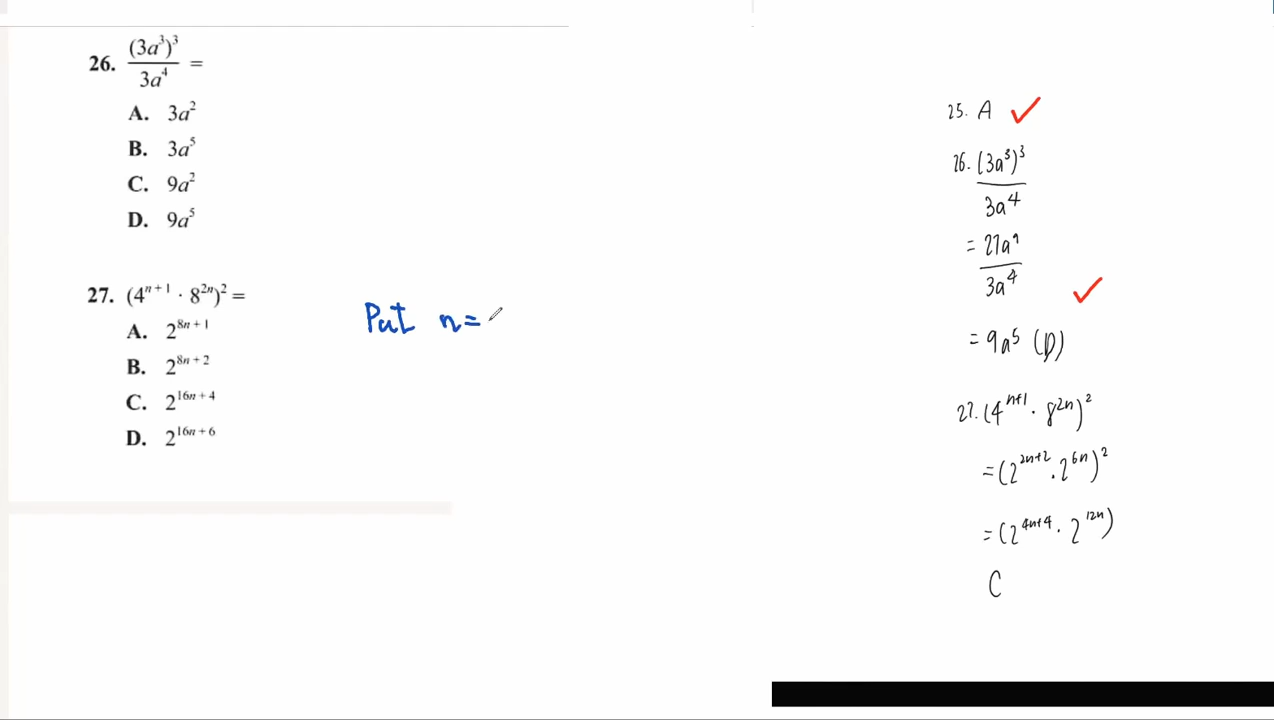 26. (3a³)³
3a⁴ =
A. 3a²
B. 3a⁵
C. 9a²
D. 9a⁵
27. (4ⁿ⁺¹ · 8²ⁿ)² =
A. 2⁸ⁿ⁺¹
B. 2⁸ⁿ⁺²
C. 2¹⁶ⁿ⁺⁴
D. 2¹⁶ⁿ⁺⁶
Put n=
25. A
26. (3a³)³
3a⁴
= 27a⁹
3a⁴
= 9a⁵ (D)
27. (4ⁿ⁺¹ · 8²ⁿ)²
= (2²ⁿ⁺² · 2⁶ⁿ)²
= (2⁴ⁿ⁺⁴ · 2¹²ⁿ)
C